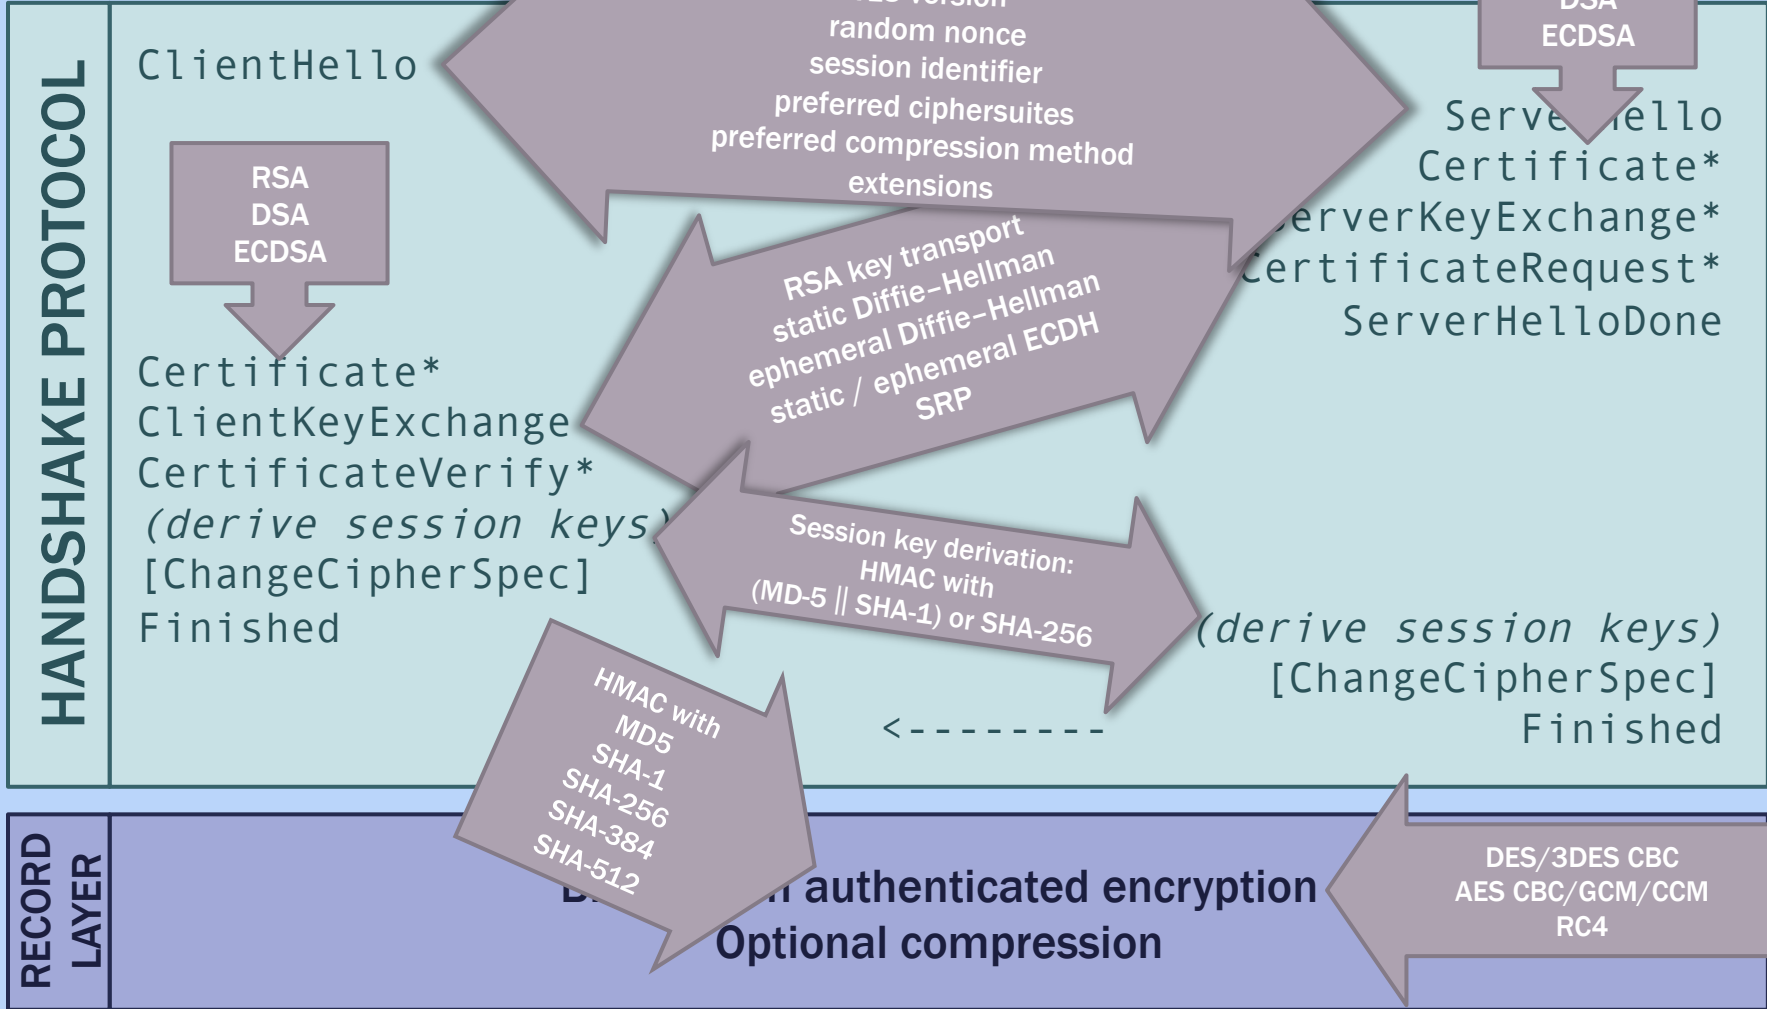 HANDSHAKE PROTOCOL
ClientHello
version
random nonce
session identifier
preferred ciphersuites
preferred compression method
extensions
DSA
ECDSA
Certificate*
RSA
DSA
ECDSA
RSA key transport
static Diffie–Hellman
ephemeral Diffie–Hellman
static / ephemeral ECDH
SRP
ServerHelloDone
Certificate*
ClientKeyExchange
CertificateVerify*
(derive session keys)
[ChangeCipherSpec]
Finished
Session key derivation:
HMAC with
(MD-5 || SHA-1) or SHA-256
(derive session keys)
[ChangeCipherSpec]
<--------
Finished
HMAC with
MD5
SHA-1
SHA-256
SHA-384
SHA-512
RECORD
LAYER
authenticated encryption
Optional compression
DES/3DES CBC
AES CBC/GCM/CCM
RC4